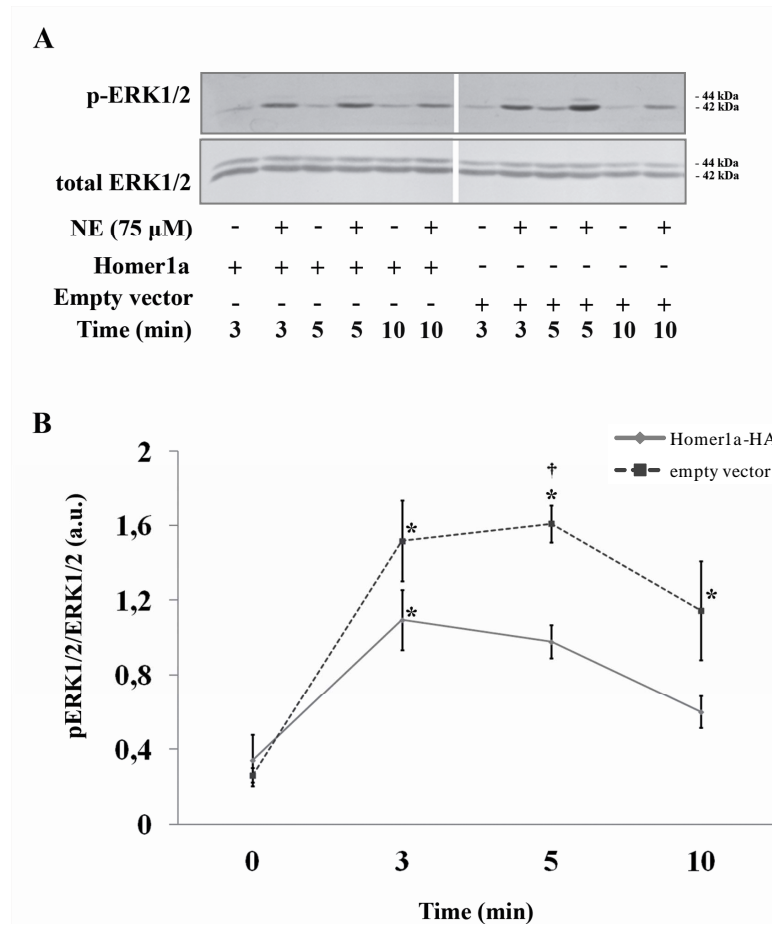 A
p-ERK1/2
- 44 kDa
- 42 kDa
total ERK1/2
- 44 kDa
- 42 kDa
NE (75 µM) - + - + - + - + - + - +
Homer1a + + + + + + - - - - - -
Empty vector - - - - - - + + + + + +
Time (min) 3 3 5 5 10 10 3 3 5 5 10 10
B
Homer1a-HA
empty vector
pERK1/2/ERK1/2 (a.u.)
2
1,6
1,2
0,8
0,4
0
*
*
†
*
*
0 3 5 10
Time (min)